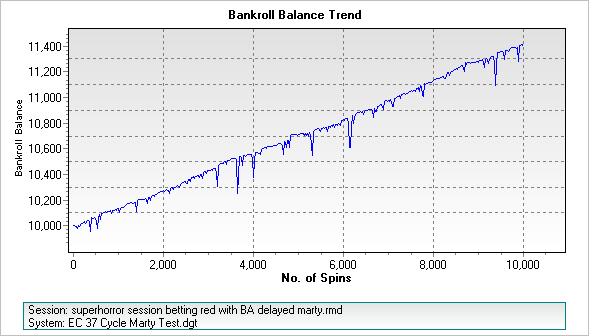 Bankroll Balance Trend
Bankroll Balance
11,400
11,200
11,000
10,800
10,600
10,400
10,200
10,000
0 2,000 4,000 6,000 8,000 10,000
No. of Spins
Session: superhorror session betting red with BA delayed marty.rmd
System: EC 37 Cycle Marty Test.dgt